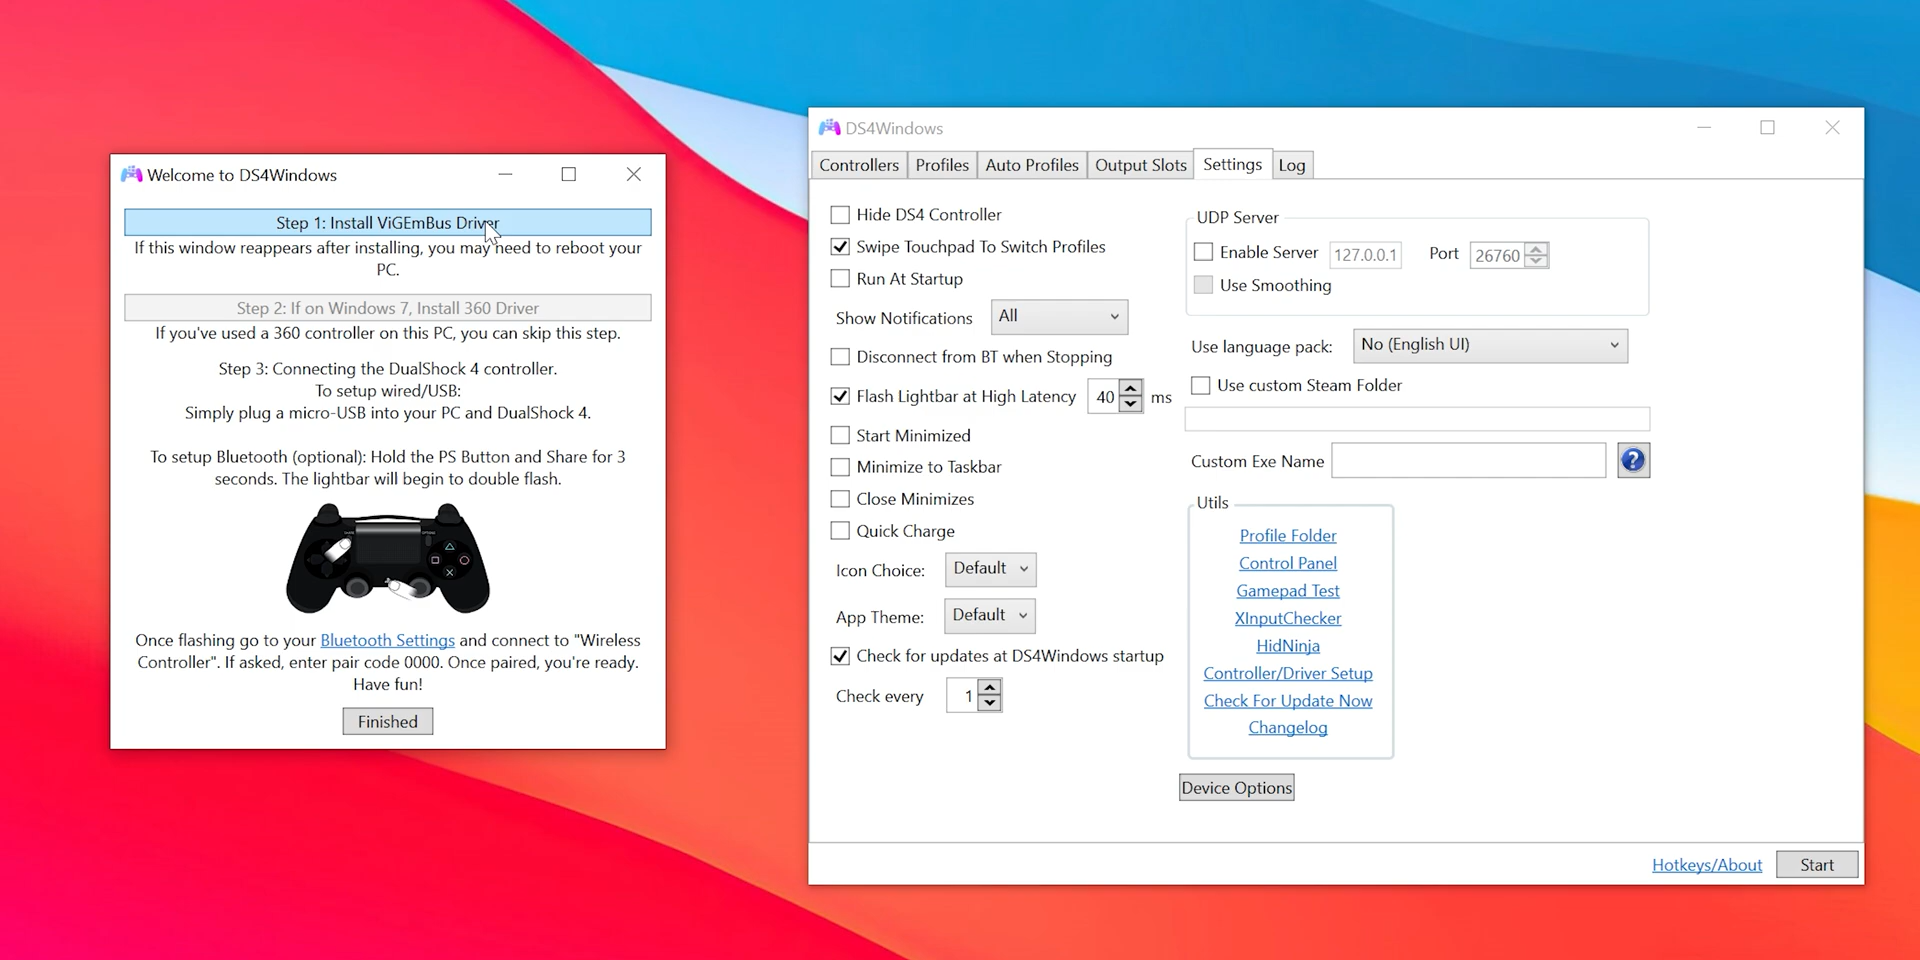 Welcome to DS4Windows
Step 1: Install ViGEmBus Driver
If this window reappears after installing, you may need to reboot your
PC.
Step 2: If on Windows 7, Install 360 Driver
If you've used a 360 controller on this PC, you can skip this step.
Step 3: Connecting the DualShock 4 controller.
To setup wired/USB:
Simply plug a micro-USB into your PC and DualShock 4.
To setup Bluetooth (optional): Hold the PS Button and Share for 3
seconds. The lightbar will begin to double flash.
Once flashing go to your Bluetooth Settings and connect to "Wireless
Controller". If asked, enter pair code 0000. Once paired, you're ready.
Have fun!
Finished
DS4Windows
Controllers Profiles Auto Profiles Output Slots Settings Log
Hide DS4 Controller
Swipe Touchpad To Switch Profiles
Run At Startup
Show Notifications All
Disconnect from BT when Stopping
Flash Lightbar at High Latency 40 ms
Start Minimized
Minimize to Taskbar
Close Minimizes
Quick Charge
Icon Choice: Default
App Theme: Default
Check for updates at DS4Windows startup
Check every 1
UDP Server
Enable Server 127.0.0.1 Port 26760
Use Smoothing
Use language pack: No (English UI)
Use custom Steam Folder
Custom Exe Name
Utils
Profile Folder
Control Panel
Gamepad Test
XInputChecker
HidNinja
Controller/Driver Setup
Check For Update Now
Changelog
Device Options
Hotkeys/About Start